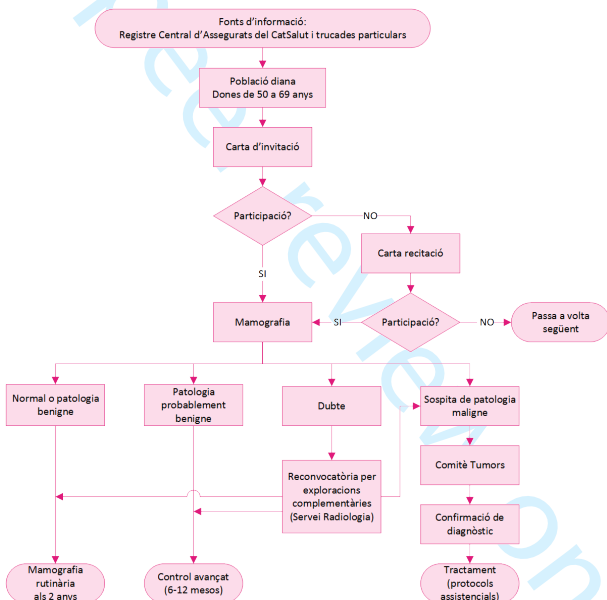 Fonts d'informació:
Registre Central d'Assegurats del CatSalut i trucades particulars
Població diana
Dones de 50 a 69 anys
Carta d'invitació
Participació?
NO
Carta recitació
SI
Mamografia
SI
Participació?
NO
Passa a volta
següent
Normal o patologia
benigne
Patologia
probablement
benigne
Dubte
Sospita de patologia
maligne
Reconvocatòria per
exploracions
complementàries
(Servei Radiologia)
Comitè Tumors
Confirmació de
diagnòstic
Mamografia
rutinària
als 2 anys
Control avançat
(6-12 mesos)
Tractament
(protocols
assistencials)